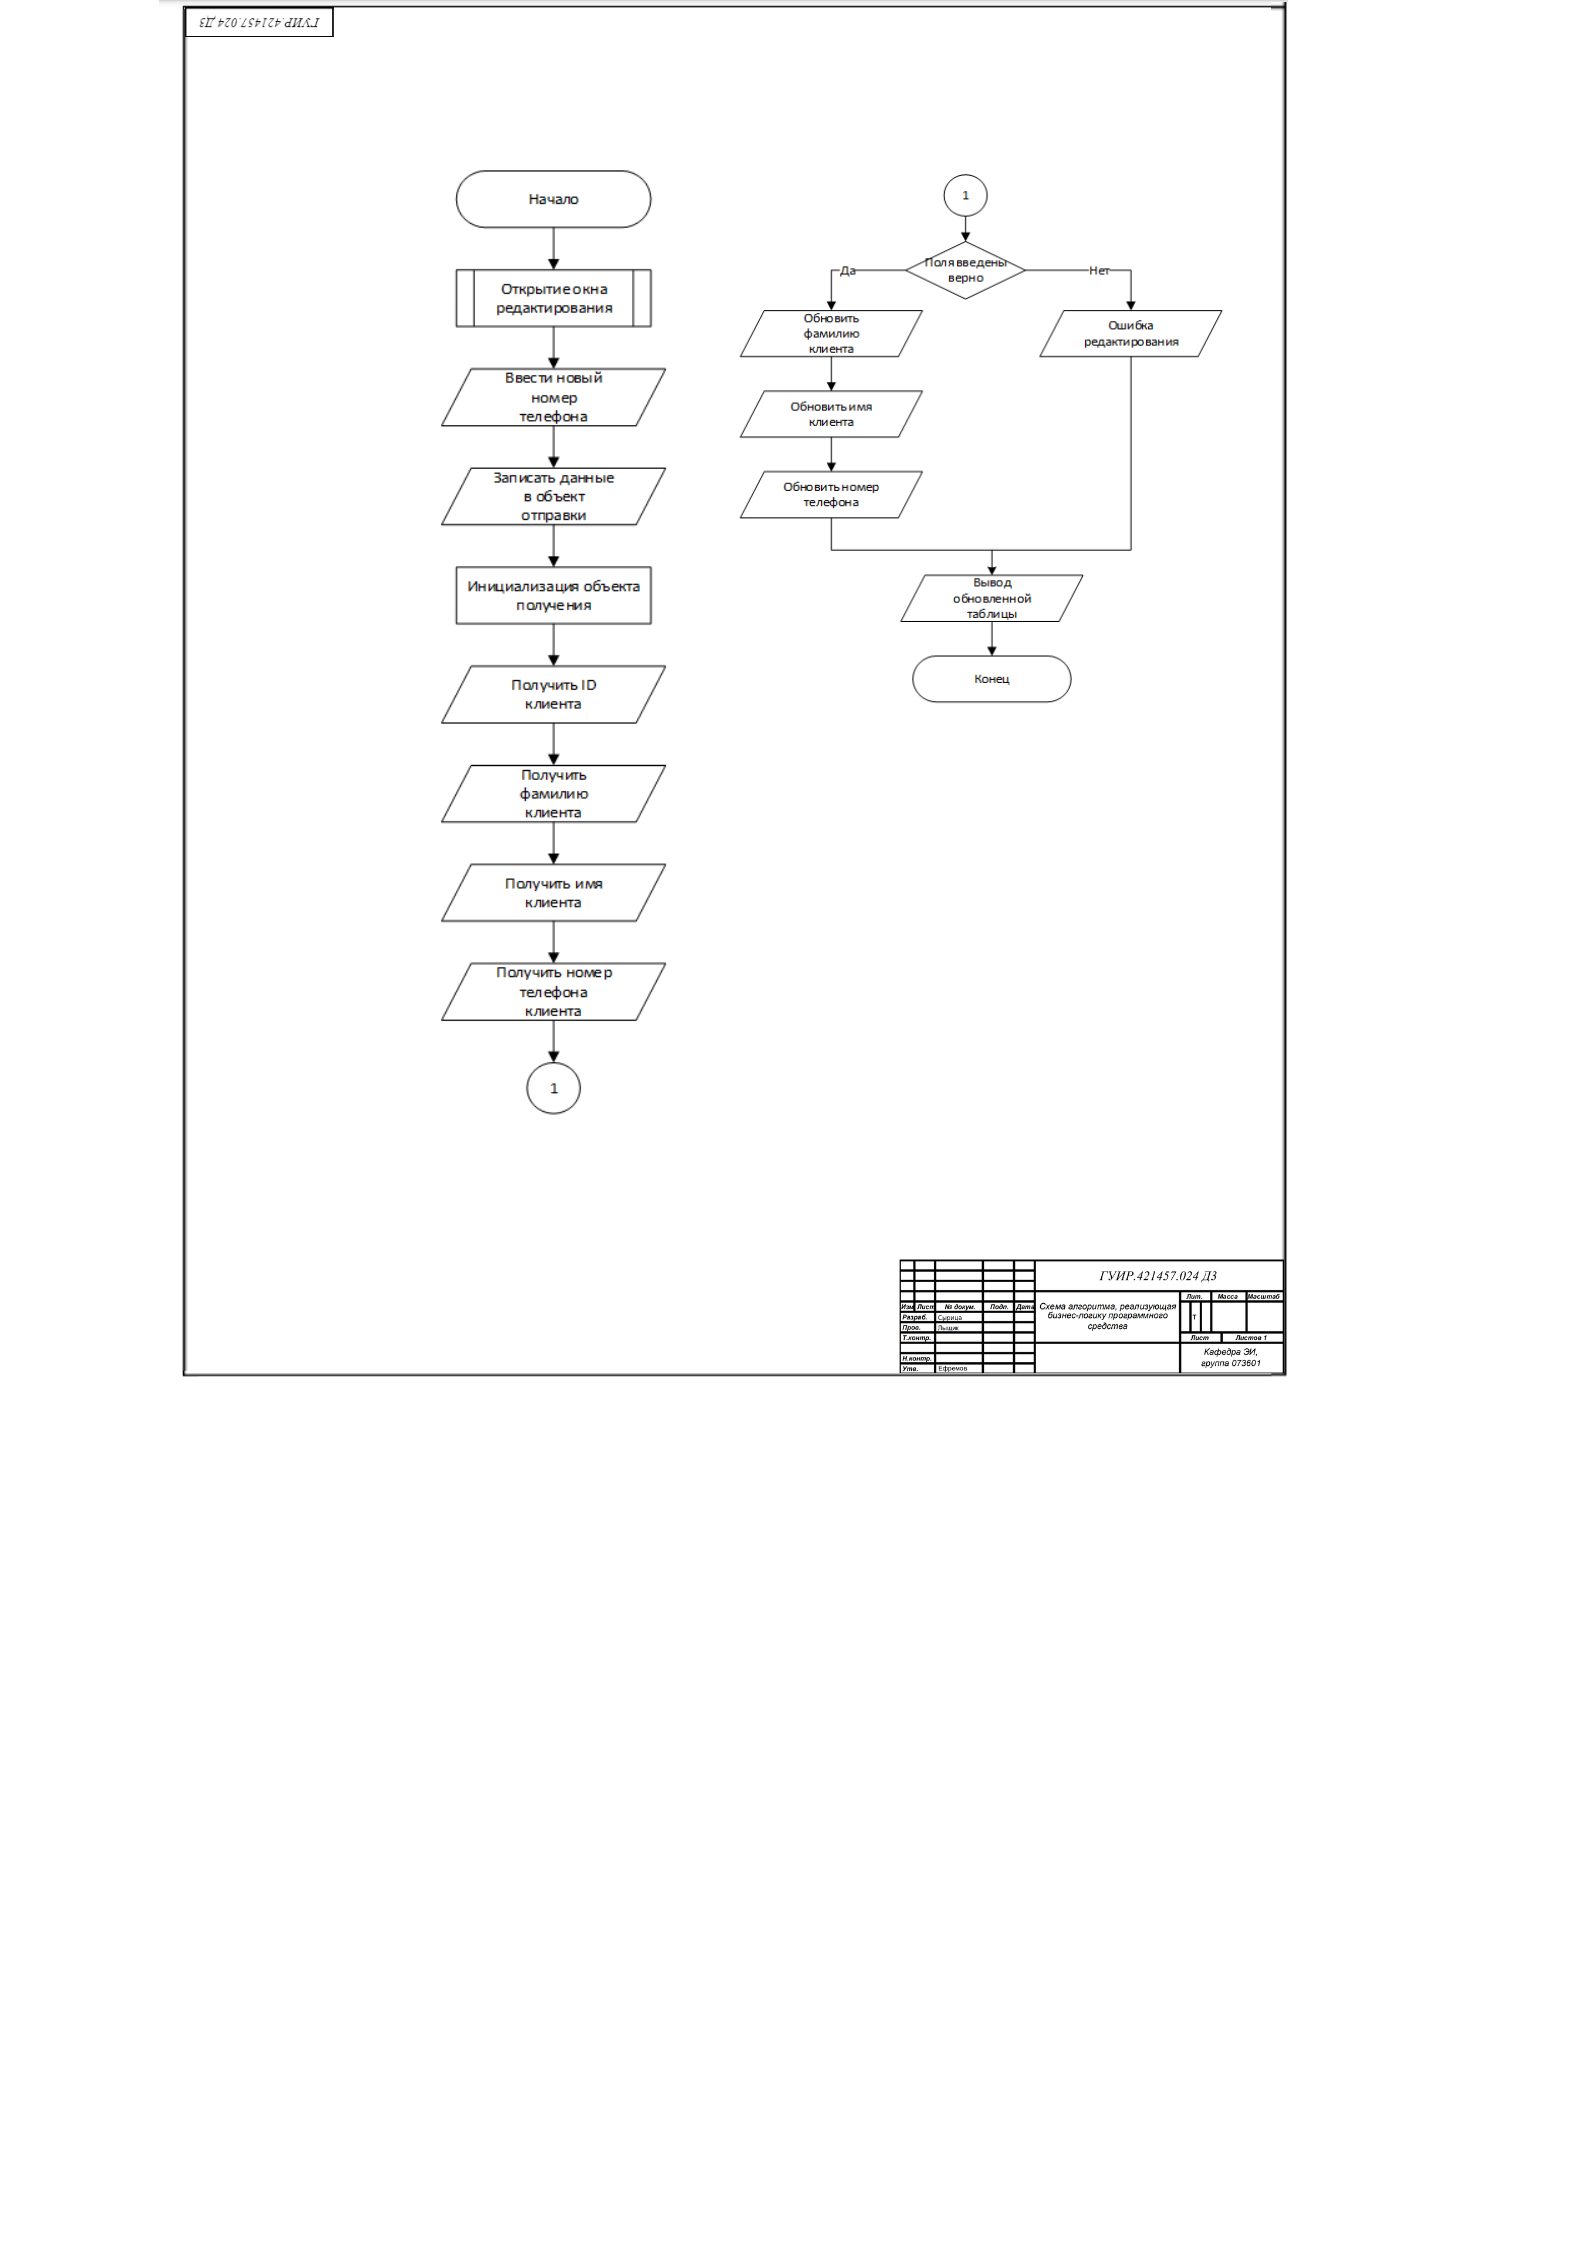 ГУИР.421457.024 Д3
Начало
Открытие окна
редактирования
Ввести новый
номер
телефона
Записать данные
в объект
отправки
Инициализация объекта
получения
Получить ID
клиента
Получить
фамилию
клиента
Получить имя
клиента
Получить номер
телефона
клиента
1
1
Поля введены
верно
Да
Нет
Обновить
фамилию
клиента
Ошибка
редактирования
Обновить имя
клиента
Обновить номер
телефона
Вывод
обновленной
таблицы
Конец
ГУИР.421457.024 Д3
Изм Лист № докум. Подп. Дата
Разраб. Сурица
Пров. Лыщик
Т.контр.
Н.контр.
Утв. Ефремов
Схема алгоритма, реализующая
бизнес-логику программного
средства
Лит. Масса Масштаб
Т
Лист Листов 1
Кафедра ЭИ,
группа 073601